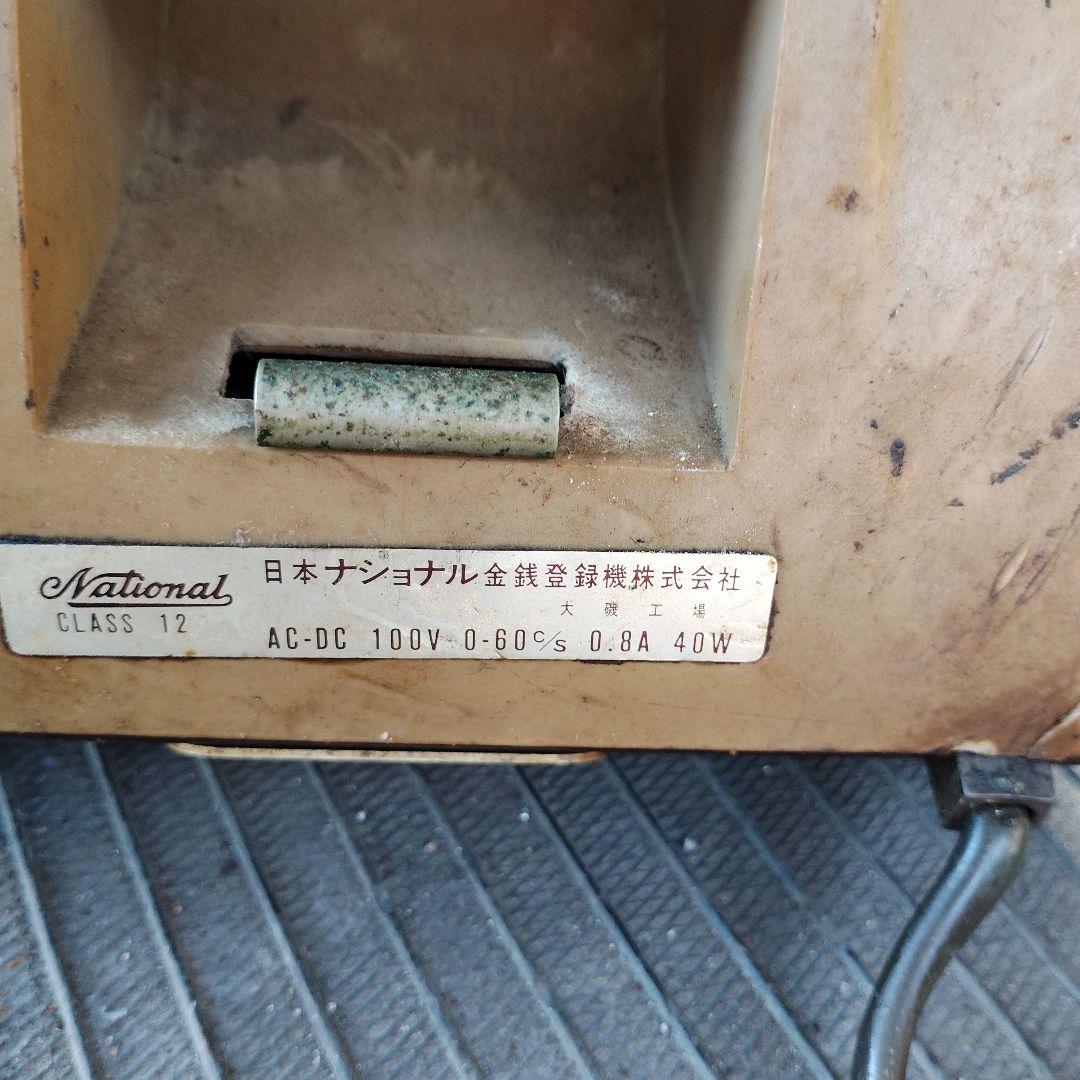 National
CLASS 12
日本ナショナル金銭登録機株式会社
大磯工場
AC-DC 100V 0-60c/s 0.8A 40W